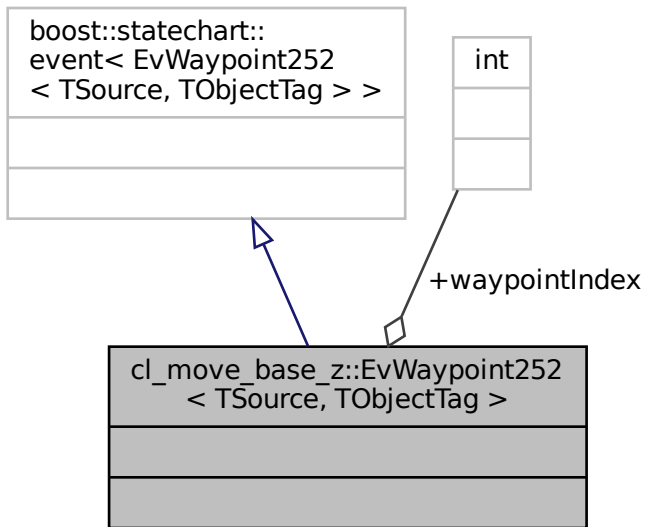 boost::statechart::
event< EvWaypoint252
< TSource, TObjectTag > >
int
+waypointIndex
cl_move_base_z::EvWaypoint252
< TSource, TObjectTag >